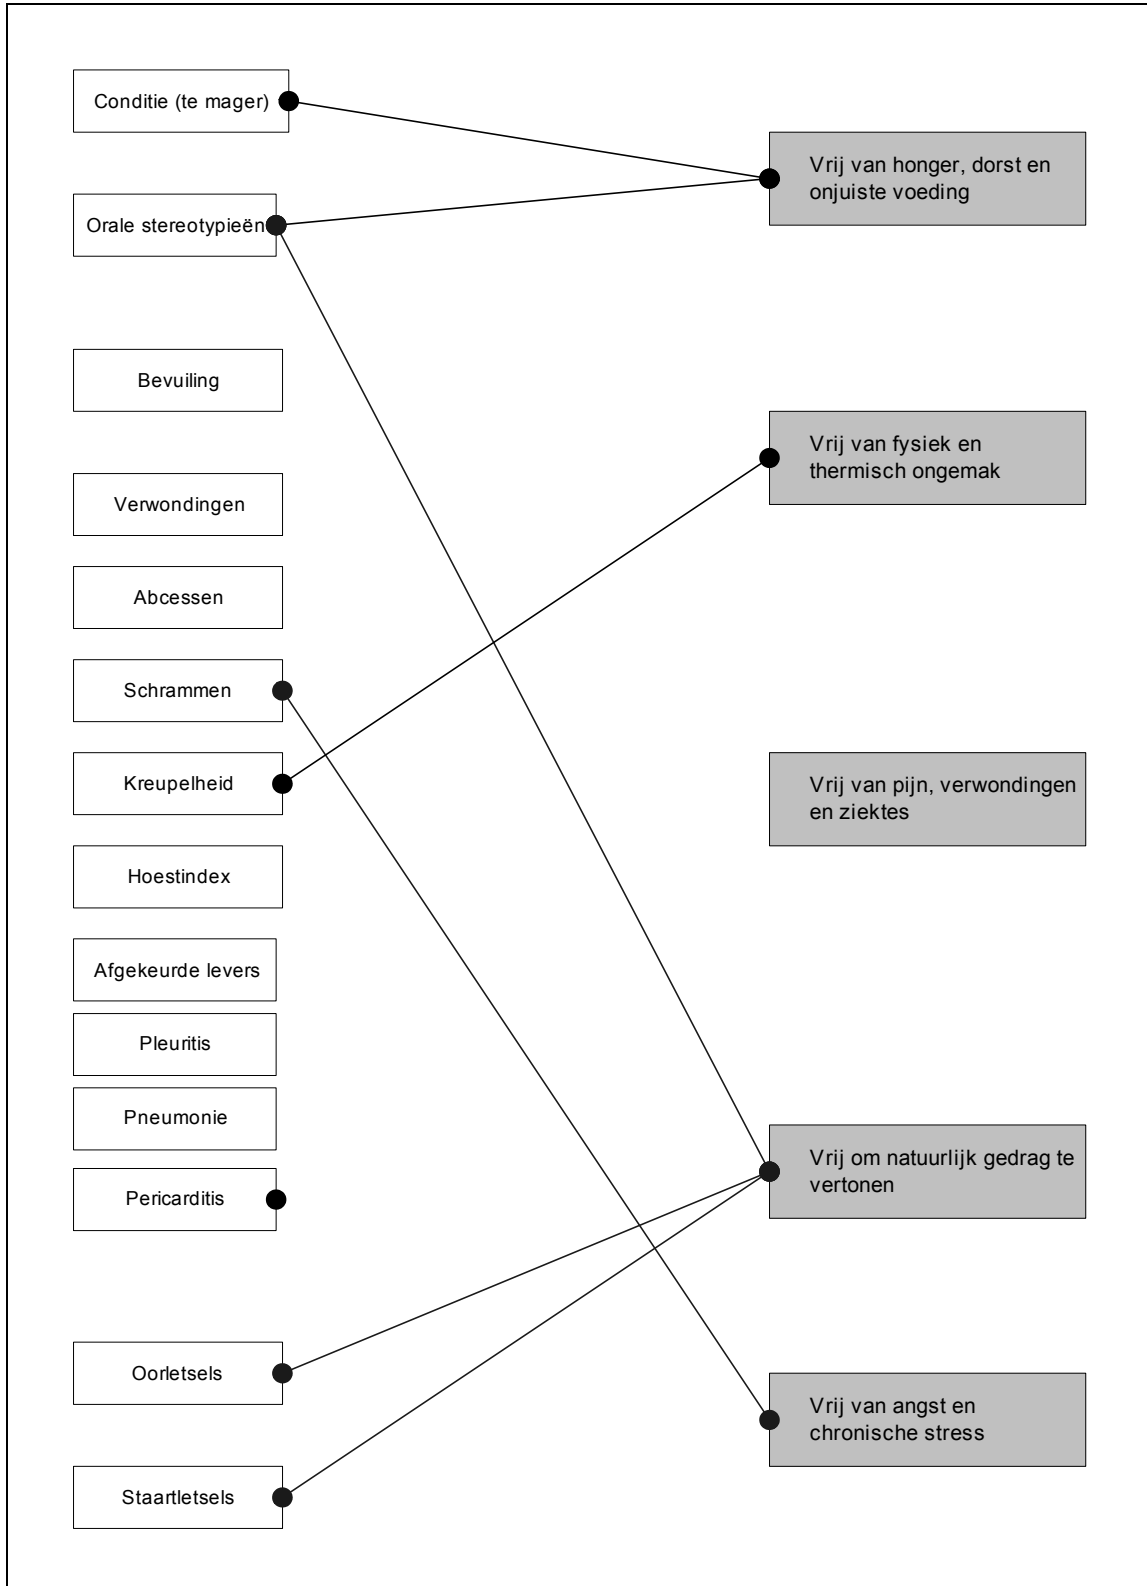 Conditie (te mager)
Orale stereotypieën
Bevuiling
Verwondingen
Abcessen
Schrammen
Kreupelheid
Hoestindex
Afgekeurde levers
Pleuritis
Pneumonie
Pericarditis
Oorletsels
Staartletsels
Vrij van honger, dorst en
onjuiste voeding
Vrij van fysiek en
thermisch ongemak
Vrij van pijn, verwondingen
en ziektes
Vrij om natuurlijk gedrag te
vertonen
Vrij van angst en
chronische stress